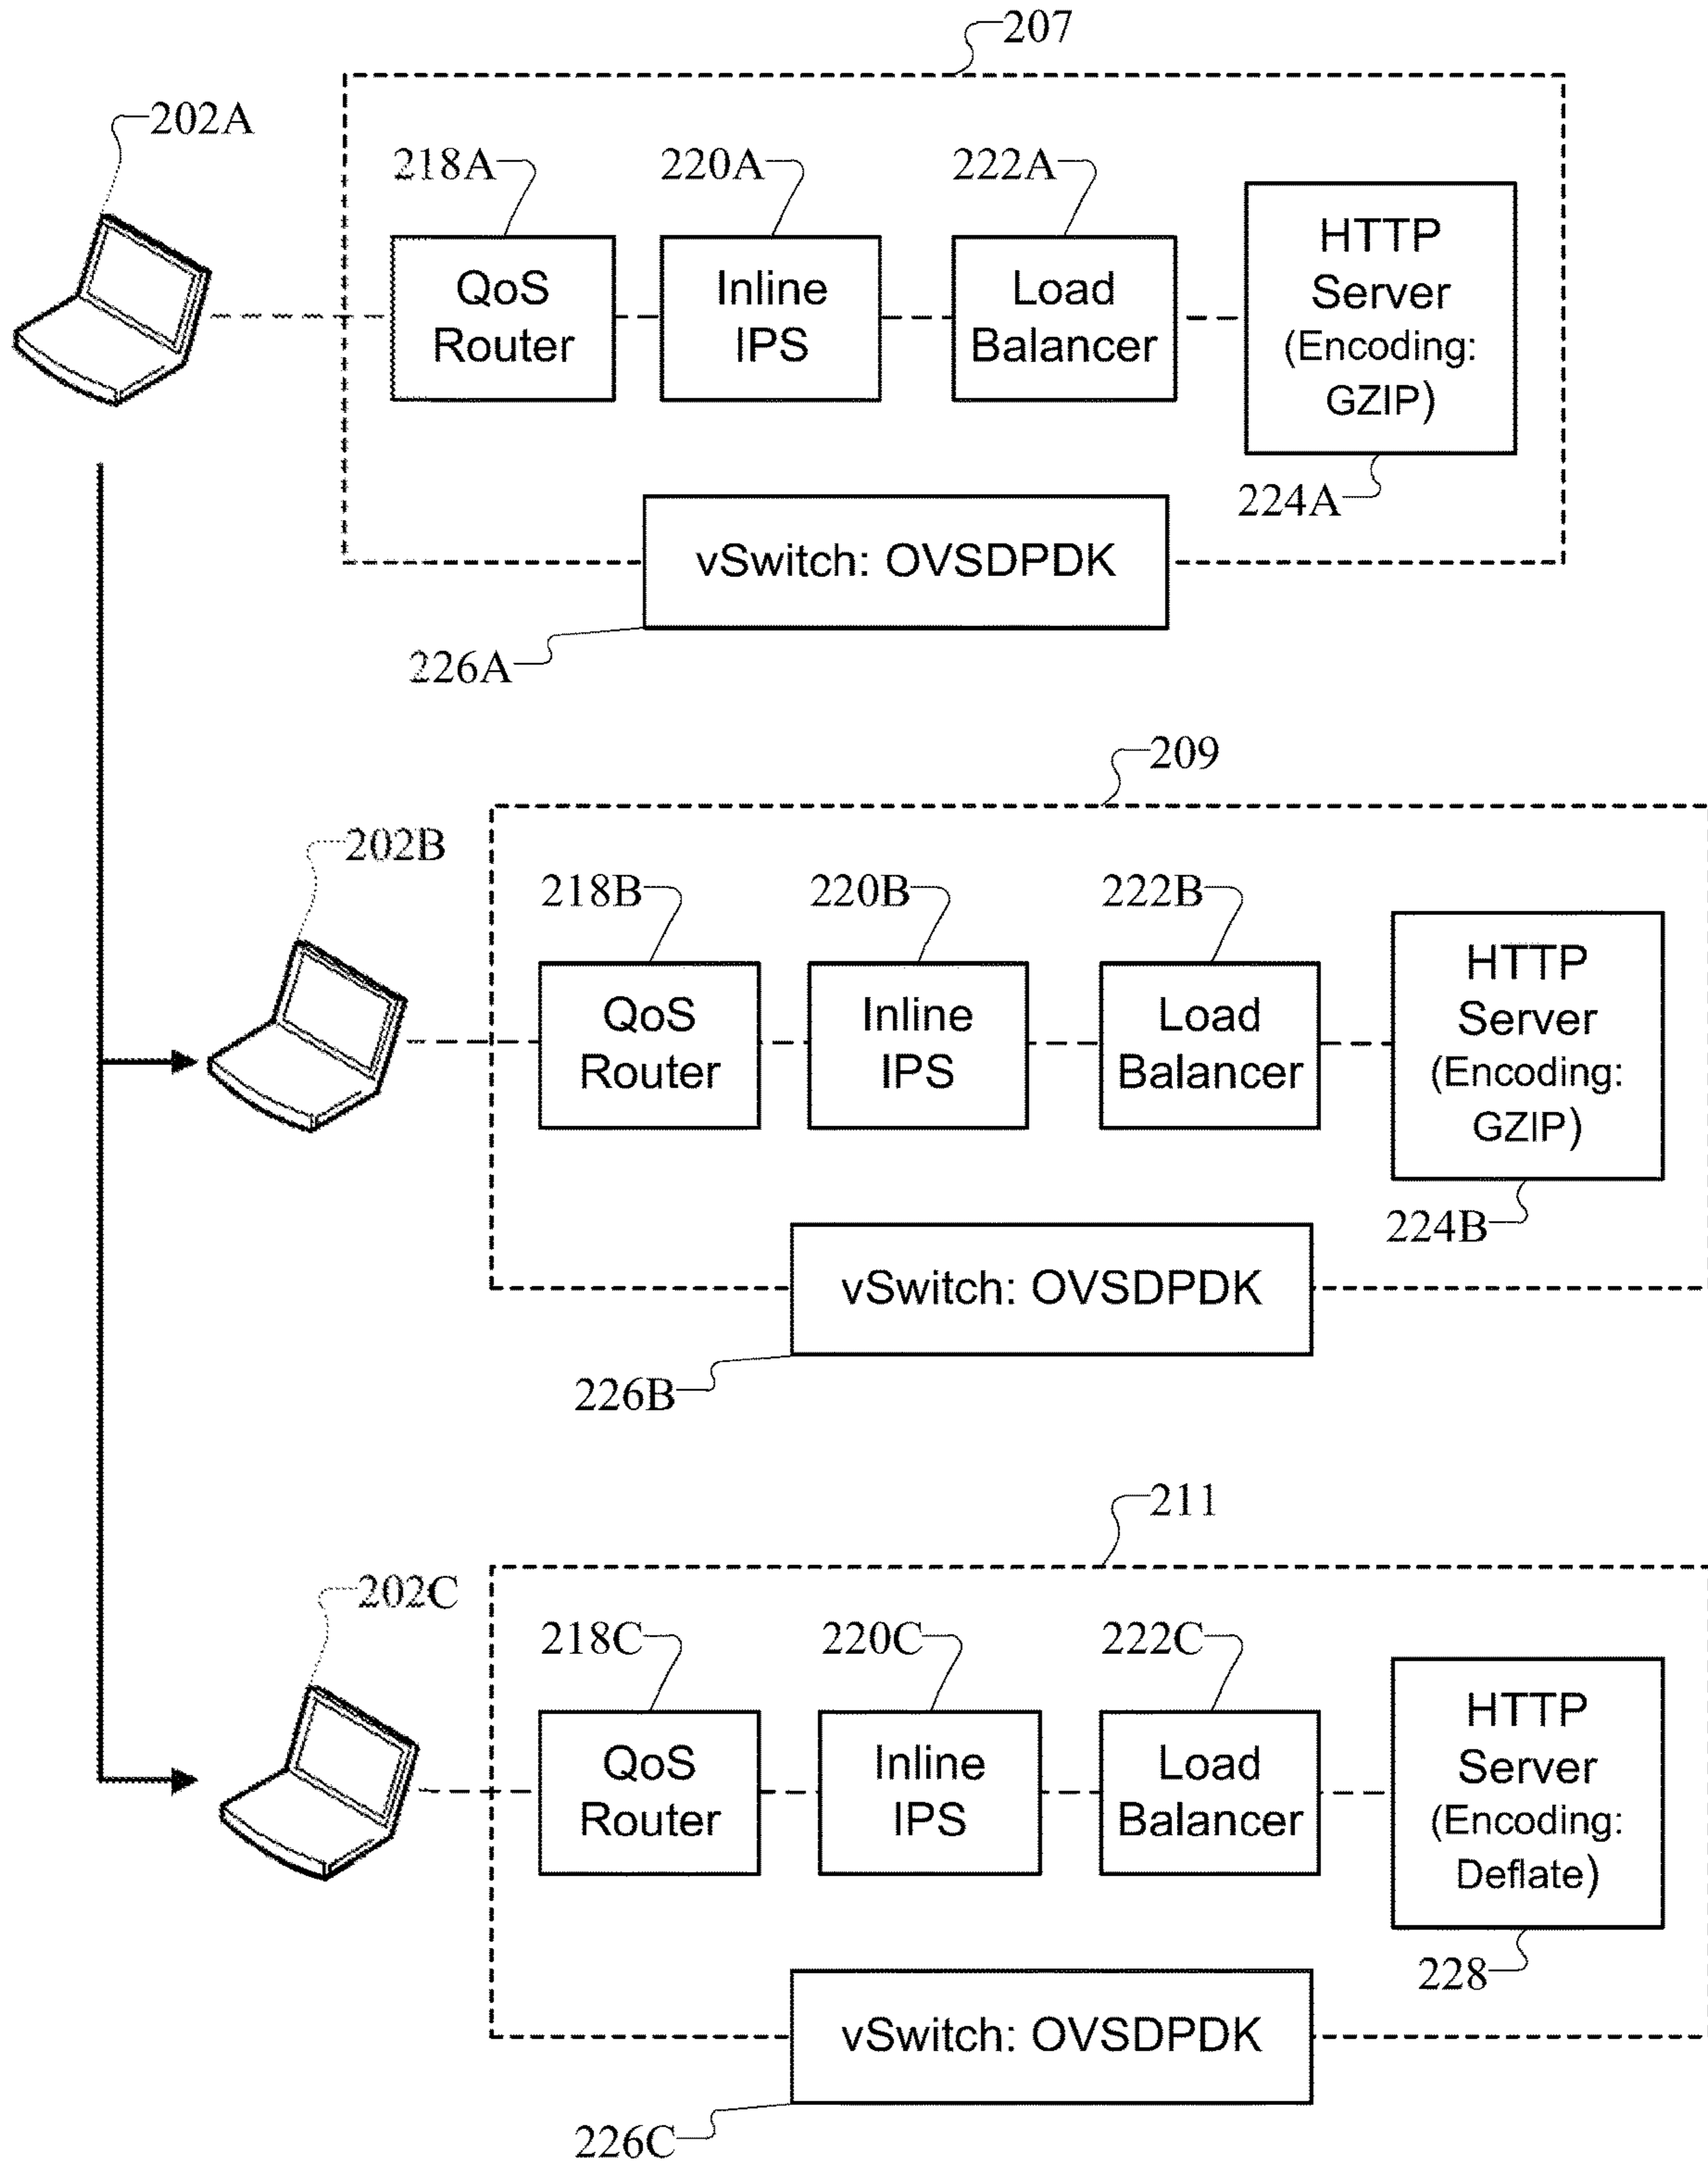 207
202A
218A
220A
222A
QoS
Router
Inline
IPS
Load
Balancer
HTTP
Server
(Encoding:
GZIP)
224A
vSwitch: OVSDPDK
226A
209
202B
218B
220B
222B
QoS
Router
Inline
IPS
Load
Balancer
HTTP
Server
(Encoding:
GZIP)
224B
vSwitch: OVSDPDK
226B
211
202C
218C
220C
222C
QoS
Router
Inline
IPS
Load
Balancer
HTTP
Server
(Encoding:
Deflate)
228
vSwitch: OVSDPDK
226C